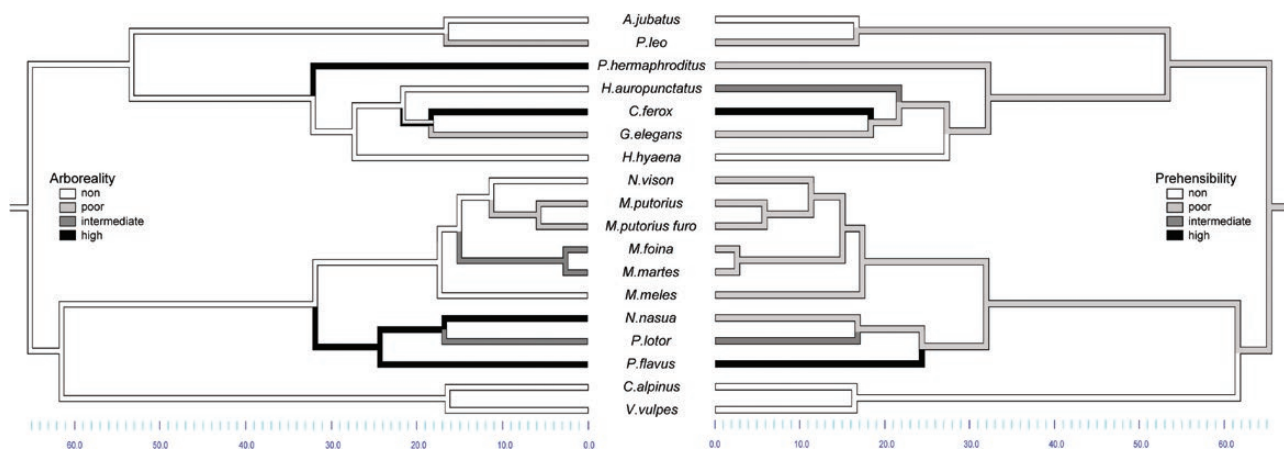 A.jubatus
P.leo
P.hermaphroditus
H.auropunctatus
C.ferox
G.elegans
H.hyaena
N.vison
M.putorius
M.putorius furo
M.foina
M.martes
M.meles
N.nasua
P.lotor
P.flavus
C.alpinus
V.vulpes
Arboreality
non
poor
intermediate
high
Prehensibility
non
poor
intermediate
high
60.0 50.0 40.0 30.0 20.0 10.0 0.0
0.0 10.0 20.0 30.0 40.0 50.0 60.0